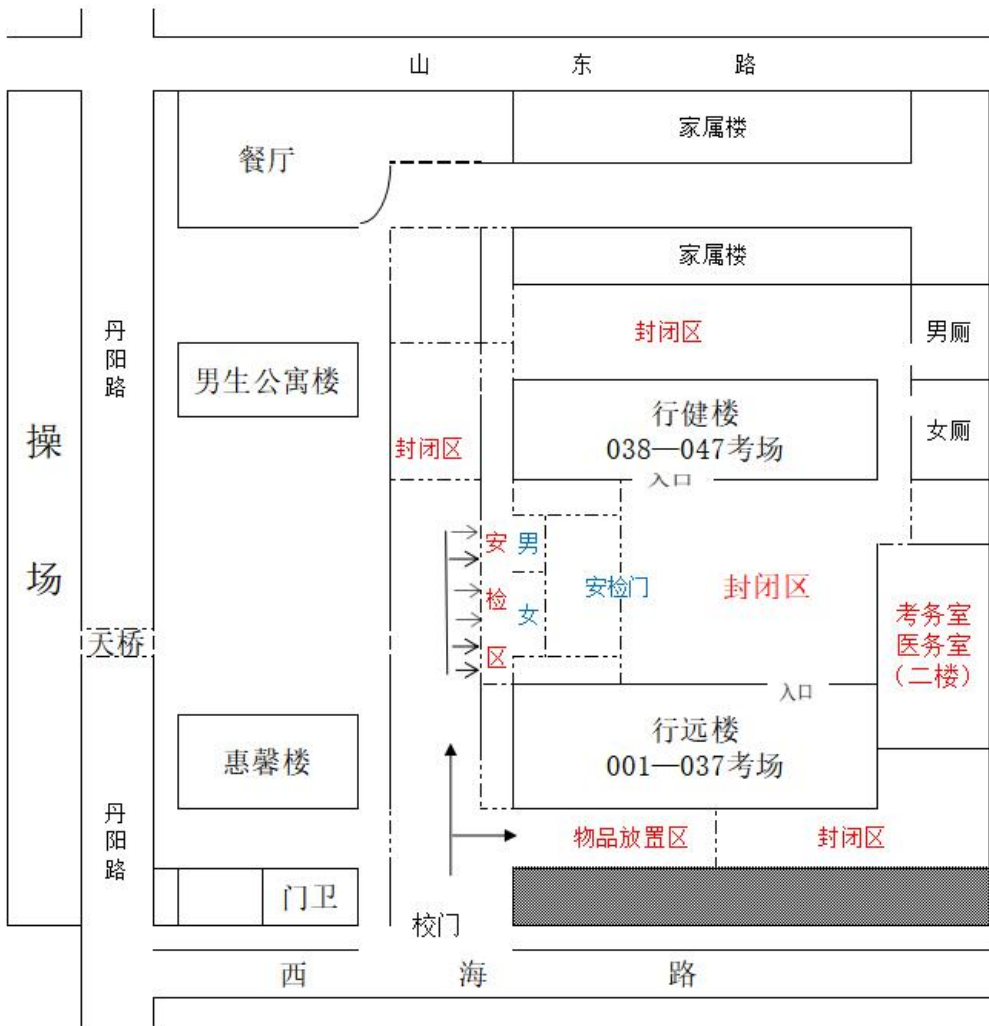 山东路
家属楼
餐厅
家属楼
丹阳路
封闭区
男厕
男生公寓楼
行健楼
038—047考场
入口
女厕
操场
封闭区
安检区
男
女
安检门
封闭区
考务室
医务室
（二楼）
天桥
入口
行远楼
001—037考场
惠馨楼
丹阳路
物品放置区
封闭区
门卫
校门
西海路